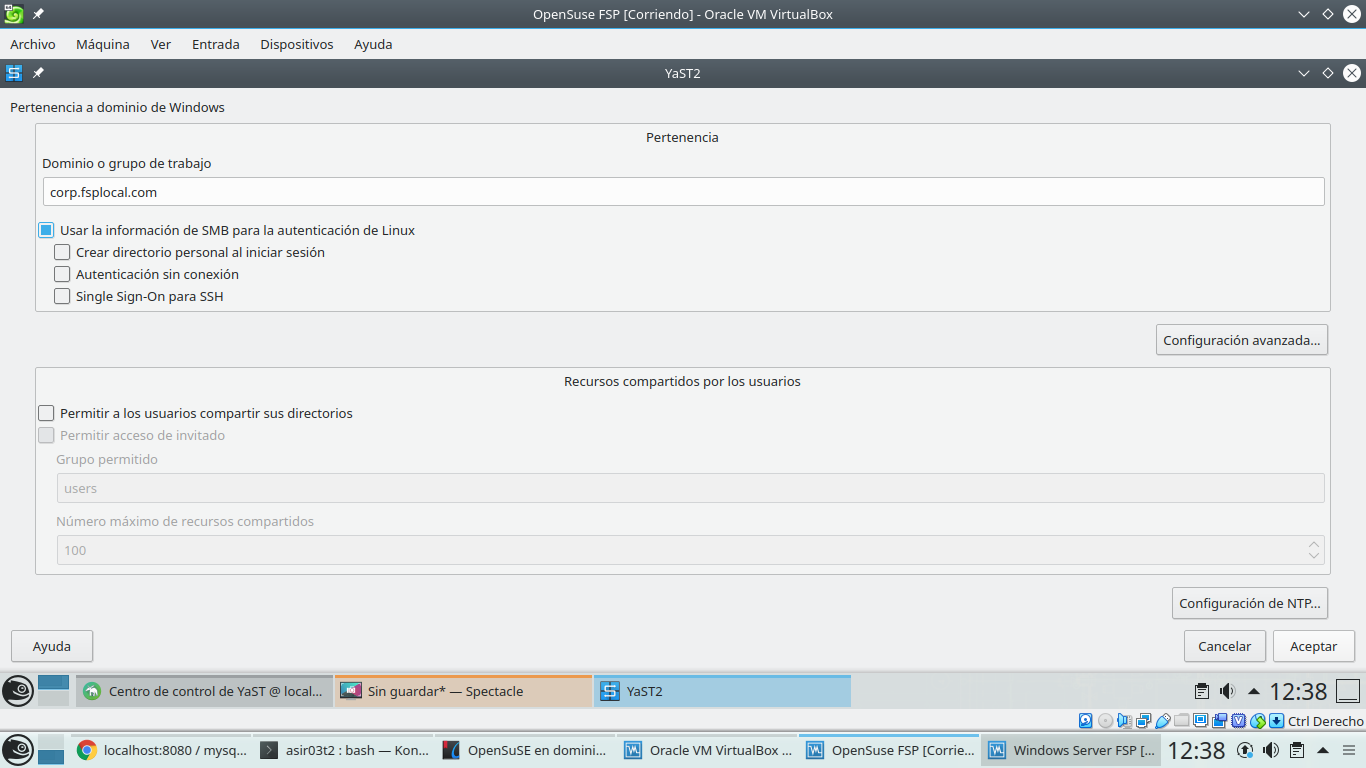 OpenSuse FSP [Corriendo] - Oracle VM VirtualBox
Archivo Máquina Ver Entrada Dispositivos Ayuda
YaST2
Pertenencia a dominio de Windows
Pertenencia
Dominio o grupo de trabajo
corp.fsplocal.com
Usar la información de SMB para la autenticación de Linux
Crear directorio personal al iniciar sesión
Autenticación sin conexión
Single Sign-On para SSH
Configuración avanzada...
Recursos compartidos por los usuarios
Permitir a los usuarios compartir sus directorios
Permitir acceso de invitado
Grupo permitido
users
Número máximo de recursos compartidos
100
Configuración de NTP...
Ayuda Cancelar Aceptar
Centro de control de YaST @ local... Sin guardar* — Spectacle YaST2 12:38
Ctrl Derecho
localhost:8080 / mysq... asir03t2 : bash — Kon... OpenSuSE en domini... Oracle VM VirtualBox ... OpenSuse FSP [Corrie... Windows Server FSP [... 12:38